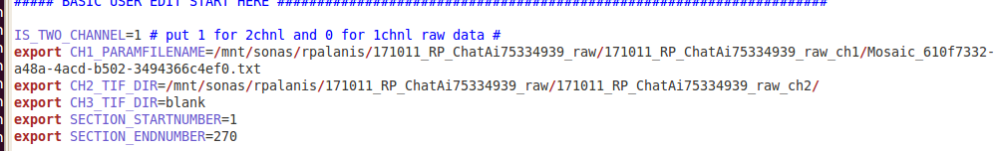 ##### BASIC USER EDIT START HERE ####################################################################
IS_TWO_CHANNEL=1 # put 1 for 2chnl and 0 for 1chnl raw data #
export CH1_PARAMFILENAME=/mnt/sonas/rpalanis/171011_RP_ChatAi75334939_raw/171011_RP_ChatAi75334939_raw_ch1/Mosaic_610f7332-
a48a-4acd-b502-3494366c4ef0.txt
export CH2_TIF_DIR=/mnt/sonas/rpalanis/171011_RP_ChatAi75334939_raw/171011_RP_ChatAi75334939_raw_ch2/
export CH3_TIF_DIR=blank
export SECTION_STARTNUMBER=1
export SECTION_ENDNUMBER=270